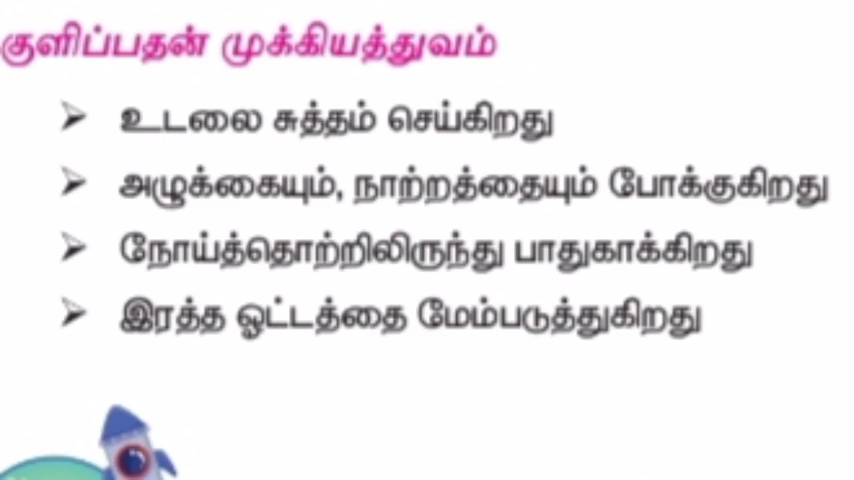 குளிப்பதன் முக்கியத்துவம்
➢ உடலை சுத்தம் செய்கிறது
➢ அழுக்கையும், நாற்றத்தையும் போக்குகிறது
➢ நோய்த்தொற்றிலிருந்து பாதுகாக்கிறது
➢ இரத்த ஓட்டத்தை மேம்படுத்துகிறது